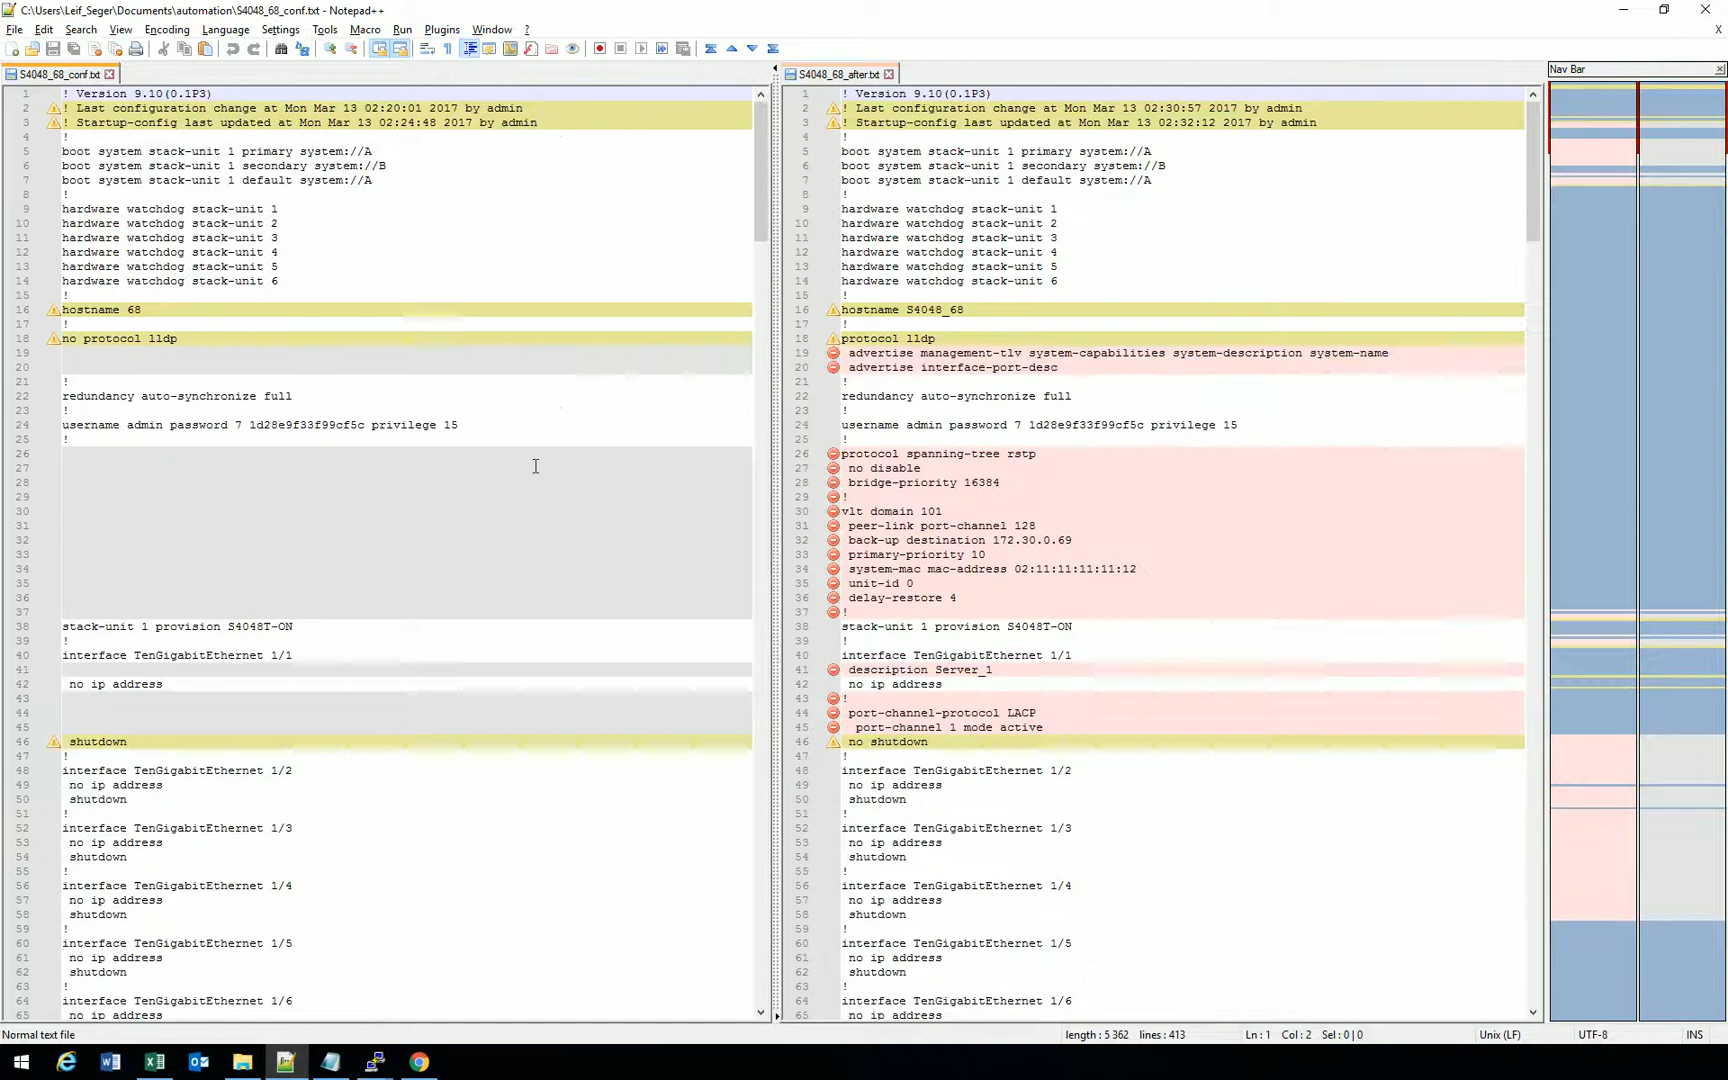 C:\Users\Leif_Seger\Documents\automation\S4048_68_conf.txt - Notepad++
File Edit Search View Encoding Language Settings Tools Macro Run Plugins Window ? X
S4048_68_conf.txt
1 ! Version 9.10(0.1P3)
2 ! Last configuration change at Mon Mar 13 02:20:01 2017 by admin
3 ! Startup-config last updated at Mon Mar 13 02:24:48 2017 by admin
4 !
5 boot system stack-unit 1 primary system://A
6 boot system stack-unit 1 secondary system://B
7 boot system stack-unit 1 default system://A
8 !
9 hardware watchdog stack-unit 1
10 hardware watchdog stack-unit 2
11 hardware watchdog stack-unit 3
12 hardware watchdog stack-unit 4
13 hardware watchdog stack-unit 5
14 hardware watchdog stack-unit 6
15 !
16 hostname 68
17 !
18 no protocol lldp
19
20
21 !
22 redundancy auto-synchronize full
23 !
24 username admin password 7 1d28e9f33f99cf5c privilege 15
25 !
26
27
28
29
30
31
32
33
34
35
36
37
38 stack-unit 1 provision S4048T-ON
39 !
40 interface TenGigabitEthernet 1/1
41
42 no ip address
43
44
45
46 shutdown
47 !
48 interface TenGigabitEthernet 1/2
49 no ip address
50 shutdown
51 !
52 interface TenGigabitEthernet 1/3
53 no ip address
54 shutdown
55 !
56 interface TenGigabitEthernet 1/4
57 no ip address
58 shutdown
59 !
60 interface TenGigabitEthernet 1/5
61 no ip address
62 shutdown
63 !
64 interface TenGigabitEthernet 1/6
65 no ip address
S4048_68_after.txt
1 ! Version 9.10(0.1P3)
2 ! Last configuration change at Mon Mar 13 02:30:57 2017 by admin
3 ! Startup-config last updated at Mon Mar 13 02:32:12 2017 by admin
4 !
5 boot system stack-unit 1 primary system://A
6 boot system stack-unit 1 secondary system://B
7 boot system stack-unit 1 default system://A
8 !
9 hardware watchdog stack-unit 1
10 hardware watchdog stack-unit 2
11 hardware watchdog stack-unit 3
12 hardware watchdog stack-unit 4
13 hardware watchdog stack-unit 5
14 hardware watchdog stack-unit 6
15 !
16 hostname S4048_68
17 !
18 protocol lldp
19 advertise management-tlv system-capabilities system-description system-name
20 advertise interface-port-desc
21 !
22 redundancy auto-synchronize full
23 !
24 username admin password 7 1d28e9f33f99cf5c privilege 15
25 !
26 protocol spanning-tree rstp
27 no disable
28 bridge-priority 16384
29 !
30 vlt domain 101
31 peer-link port-channel 128
32 back-up destination 172.30.0.69
33 primary-priority 10
34 system-mac mac-address 02:11:11:11:11:12
35 unit-id 0
36 delay-restore 4
37 !
38 stack-unit 1 provision S4048T-ON
39 !
40 interface TenGigabitEthernet 1/1
41 description Server_1
42 no ip address
43 !
44 port-channel-protocol LACP
45 port-channel 1 mode active
46 no shutdown
47 !
48 interface TenGigabitEthernet 1/2
49 no ip address
50 shutdown
51 !
52 interface TenGigabitEthernet 1/3
53 no ip address
54 shutdown
55 !
56 interface TenGigabitEthernet 1/4
57 no ip address
58 shutdown
59 !
60 interface TenGigabitEthernet 1/5
61 no ip address
62 shutdown
63 !
64 interface TenGigabitEthernet 1/6
65 no ip address
Nav Bar
Normal text file length : 5 362 lines : 413 Ln : 1 Col : 2 Sel : 0 | 0 Unix (LF) UTF-8 INS